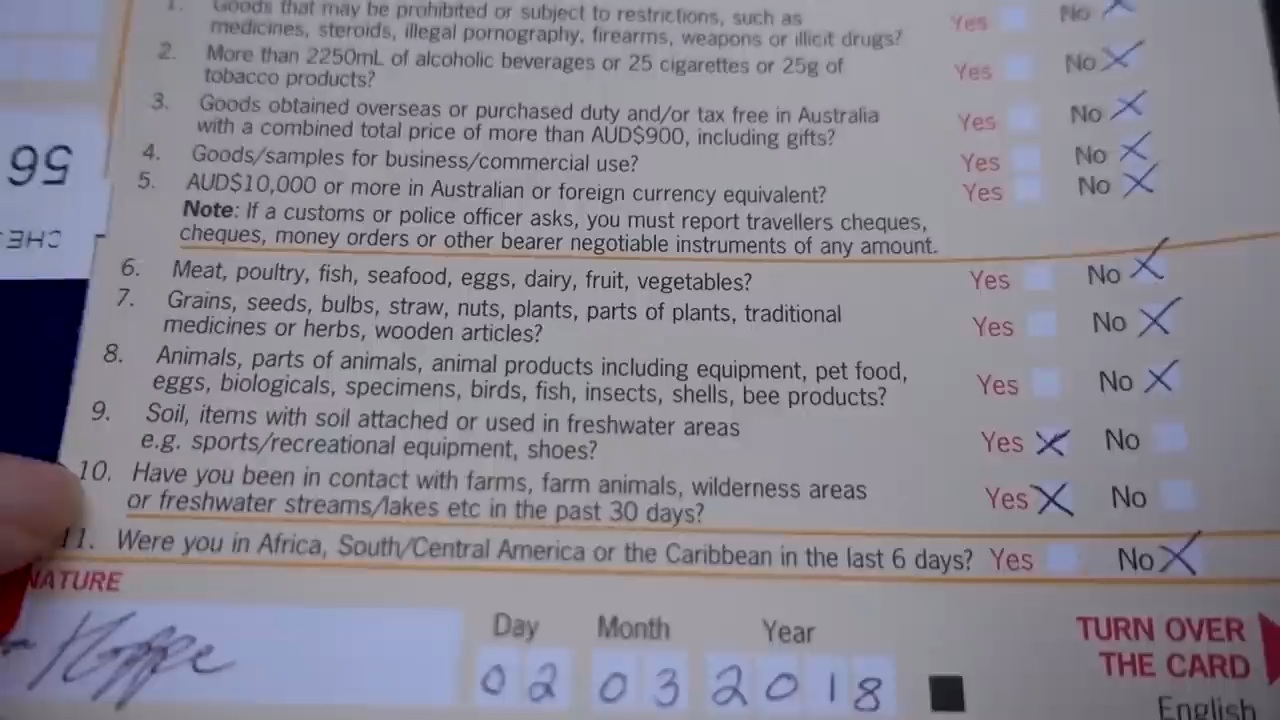 1. Goods that may be prohibited or subject to restrictions, such as
medicines, steroids, illegal pornography, firearms, weapons or illicit drugs? Yes No X
2. More than 2250mL of alcoholic beverages or 25 cigarettes or 25g of
tobacco products? Yes No X
3. Goods obtained overseas or purchased duty and/or tax free in Australia
with a combined total price of more than AUD$900, including gifts? Yes No X
4. Goods/samples for business/commercial use? Yes No X
5. AUD$10,000 or more in Australian or foreign currency equivalent? Yes No X
Note: If a customs or police officer asks, you must report travellers cheques,
cheques, money orders or other bearer negotiable instruments of any amount.
6. Meat, poultry, fish, seafood, eggs, dairy, fruit, vegetables? Yes No X
7. Grains, seeds, bulbs, straw, nuts, plants, parts of plants, traditional
medicines or herbs, wooden articles? Yes No X
8. Animals, parts of animals, animal products including equipment, pet food,
eggs, biologicals, specimens, birds, fish, insects, shells, bee products? Yes No X
9. Soil, items with soil attached or used in freshwater areas
e.g. sports/recreational equipment, shoes? Yes X No
10. Have you been in contact with farms, farm animals, wilderness areas
or freshwater streams/lakes etc in the past 30 days? Yes X No
11. Were you in Africa, South/Central America or the Caribbean in the last 6 days? Yes No X
NATURE
Day Month Year
02 03 2018
TURN OVER
THE CARD
English
56
CHE